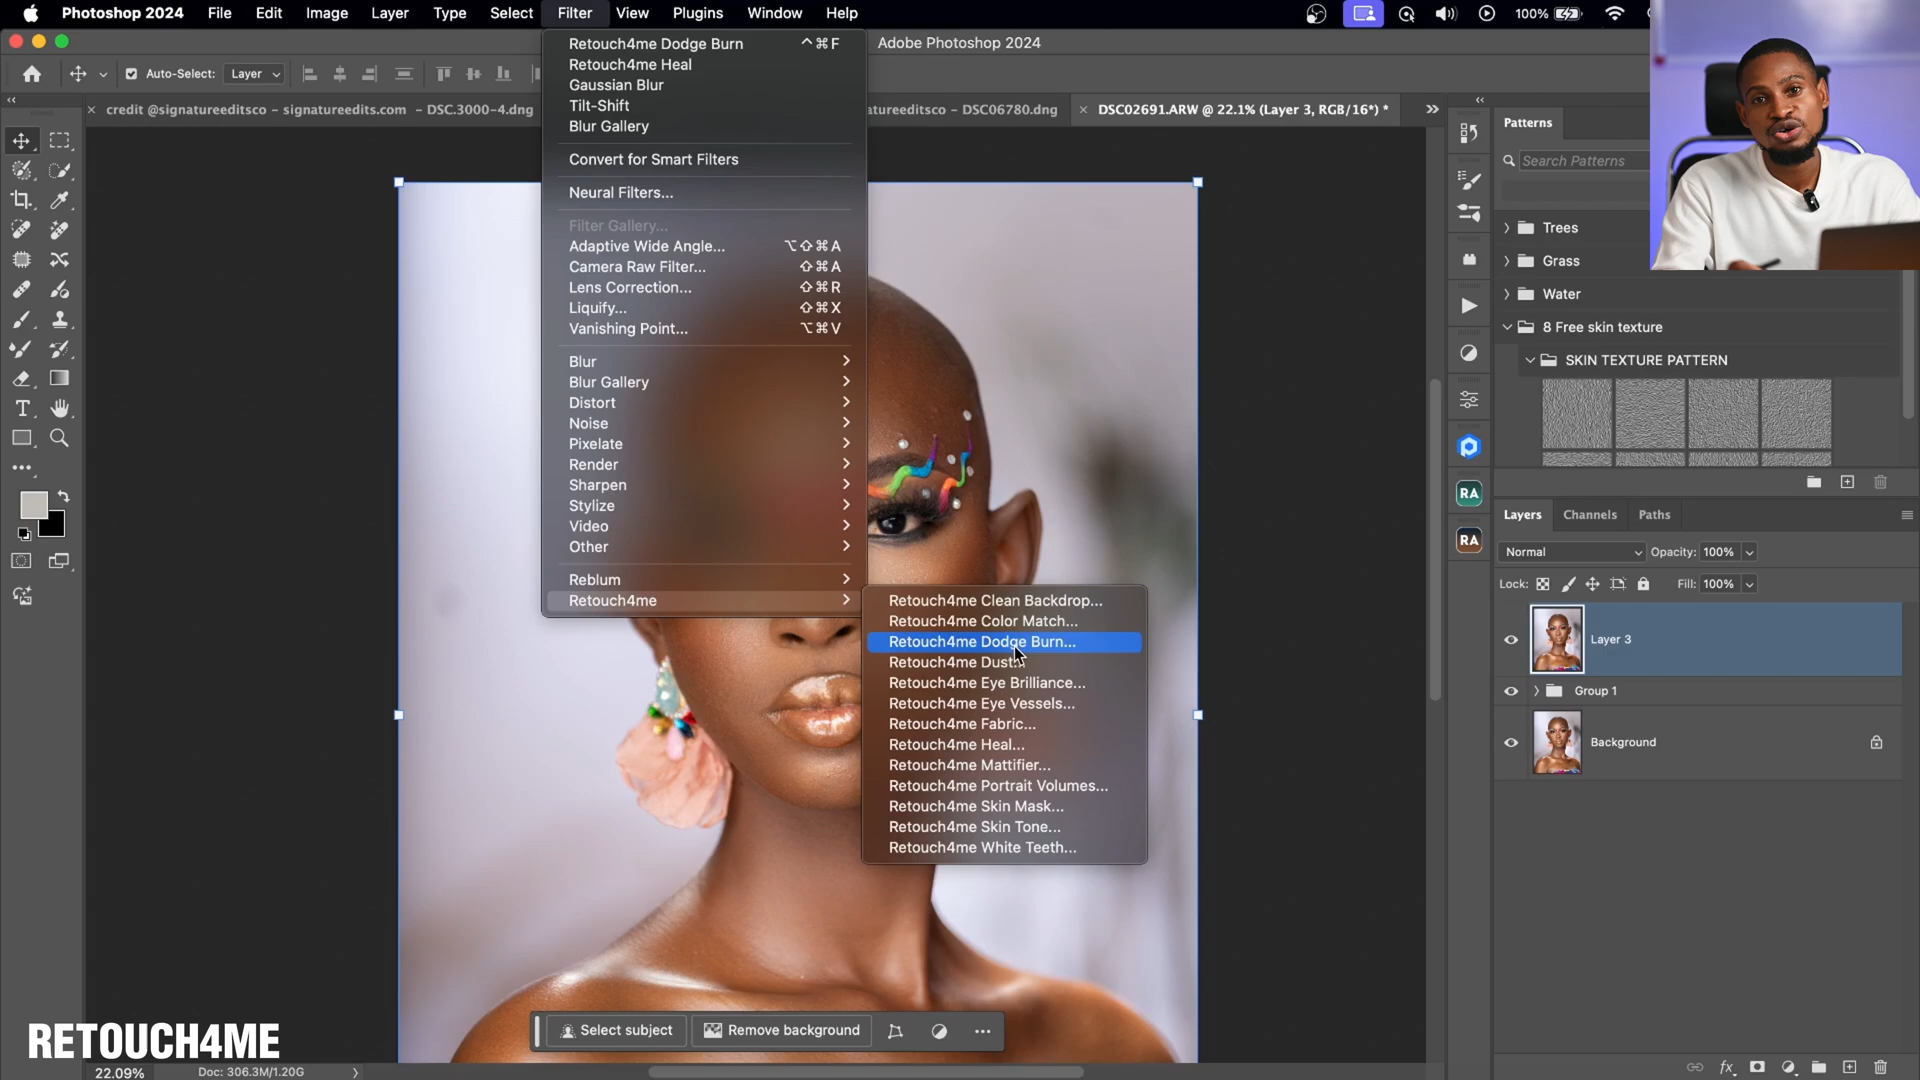 Photoshop 2024 File Edit Image Layer Type Select Filter View Plugins Window Help 100%
Adobe Photoshop 2024
Auto-Select: Layer
credit @signatureeditsco – signatureedits.com – DSC.3000-4.dng
atureeditsco – DSC06780.dng
DSC02691.ARW @ 22.1% (Layer 3, RGB/16*) *
Retouch4me Dodge Burn ^⌘F
Retouch4me Heal
Gaussian Blur
Tilt-Shift
Blur Gallery
Convert for Smart Filters
Neural Filters...
Filter Gallery...
Adaptive Wide Angle... ⌥⇧⌘A
Camera Raw Filter... ⇧⌘A
Lens Correction... ⇧⌘R
Liquify... ⇧⌘X
Vanishing Point... ⌥⌘V
Blur
Blur Gallery
Distort
Noise
Pixelate
Render
Sharpen
Stylize
Video
Other
Reblum
Retouch4me
Retouch4me Clean Backdrop...
Retouch4me Color Match...
Retouch4me Dodge Burn...
Retouch4me Dust...
Retouch4me Eye Brilliance...
Retouch4me Eye Vessels...
Retouch4me Fabric...
Retouch4me Heal...
Retouch4me Mattifier...
Retouch4me Portrait Volumes...
Retouch4me Skin Mask...
Retouch4me Skin Tone...
Retouch4me White Teeth...
Select subject
Remove background
RETOUCH4ME
22.09% Doc: 306.3M/1.20G
Patterns
Search Patterns
Trees
Grass
Water
8 Free skin texture
SKIN TEXTURE PATTERN
RA
RA
Layers Channels Paths
Normal Opacity: 100%
Lock: Fill: 100%
Layer 3
Group 1
Background
fx